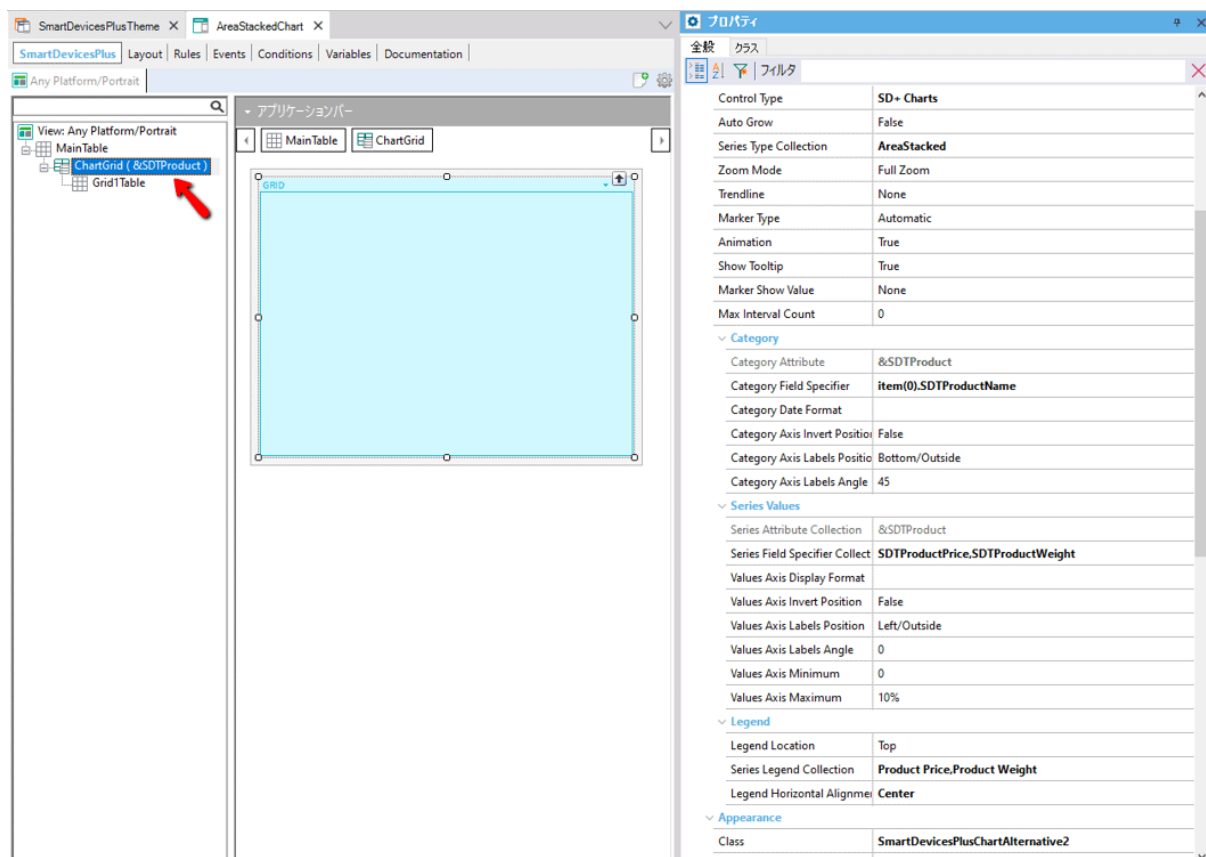 SmartDevicesPlusTheme
AreaStackedChart
SmartDevicesPlus Layout Rules Events Conditions Variables Documentation
Any Platform/Portrait
View: Any Platform/Portrait
MainTable
ChartGrid ( &SDTProduct )
Grid1Table
アプリケーションバー
MainTable
ChartGrid
GRID
プロパティ
全般 クラス
フィルタ
Control Type SD+ Charts
Auto Grow False
Series Type Collection AreaStacked
Zoom Mode Full Zoom
Trendline None
Marker Type Automatic
Animation True
Show Tooltip True
Marker Show Value None
Max Interval Count 0
Category
Category Attribute &SDTProduct
Category Field Specifier item(0).SDTProductName
Category Date Format
Category Axis Invert Position False
Category Axis Labels Positio Bottom/Outside
Category Axis Labels Angle 45
Series Values
Series Attribute Collection &SDTProduct
Series Field Specifier Collect SDTProductPrice,SDTProductWeight
Values Axis Display Format
Values Axis Invert Position False
Values Axis Labels Position Left/Outside
Values Axis Labels Angle 0
Values Axis Minimum 0
Values Axis Maximum 10%
Legend
Legend Location Top
Series Legend Collection Product Price,Product Weight
Legend Horizontal Alignme Center
Appearance
Class SmartDevicesPlusChartAlternative2